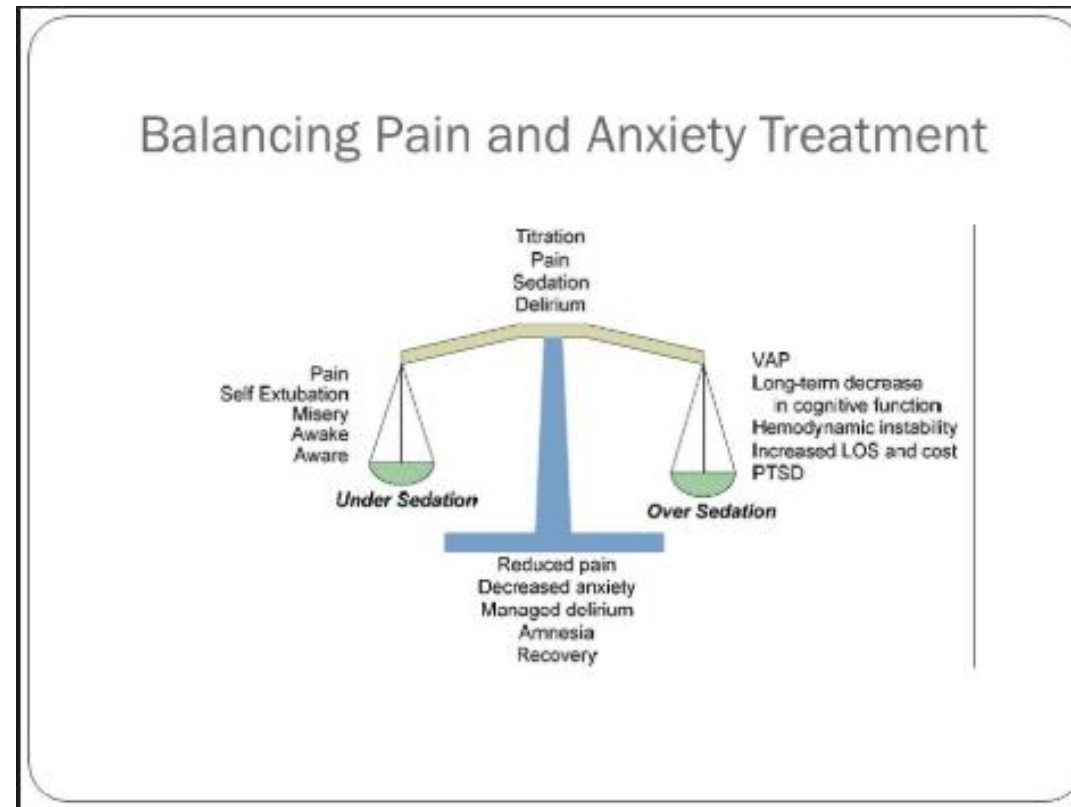 Balancing Pain and Anxiety Treatment
Titration
Pain
Sedation
Delirium
Pain
Self Extubation
Misery
Awake
Aware
Under Sedation
VAP
Long-term decrease
in cognitive function
Hemodynamic instability
Increased LOS and cost
PTSD
Over Sedation
Reduced pain
Decreased anxiety
Managed delirium
Amnesia
Recovery